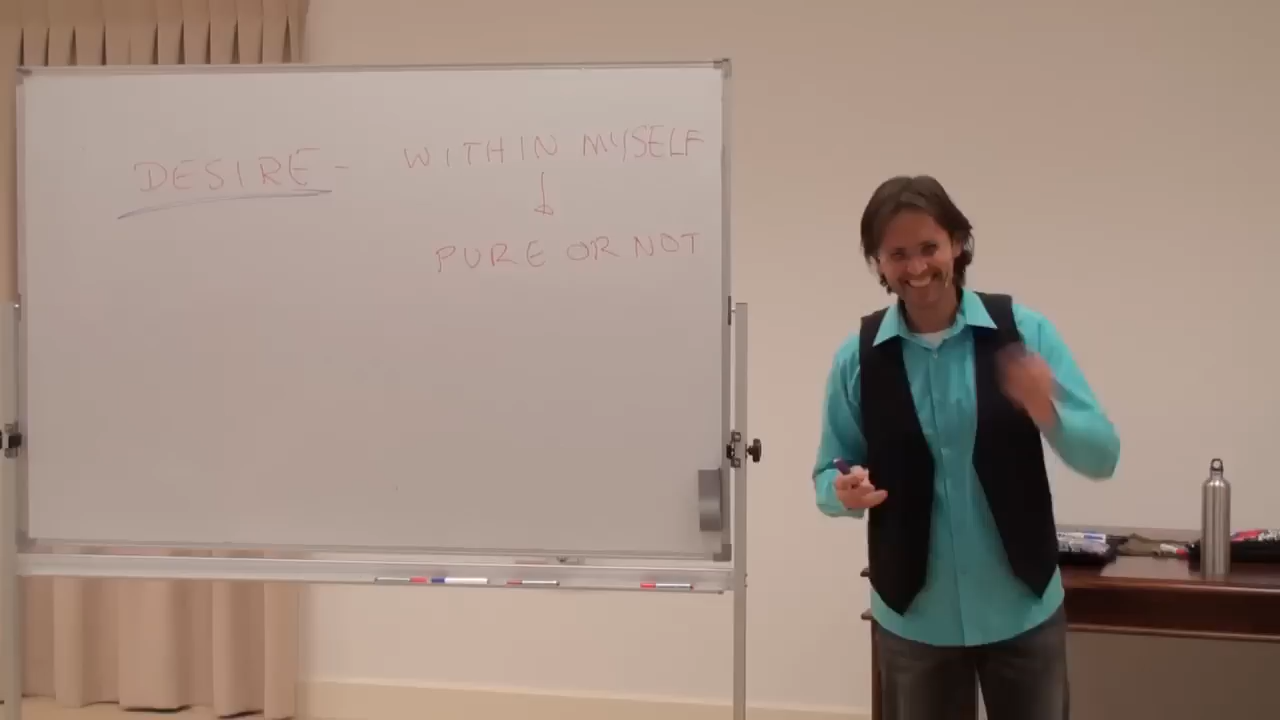 DESIRE - WITHIN MYSELF
↓
PURE OR NOT